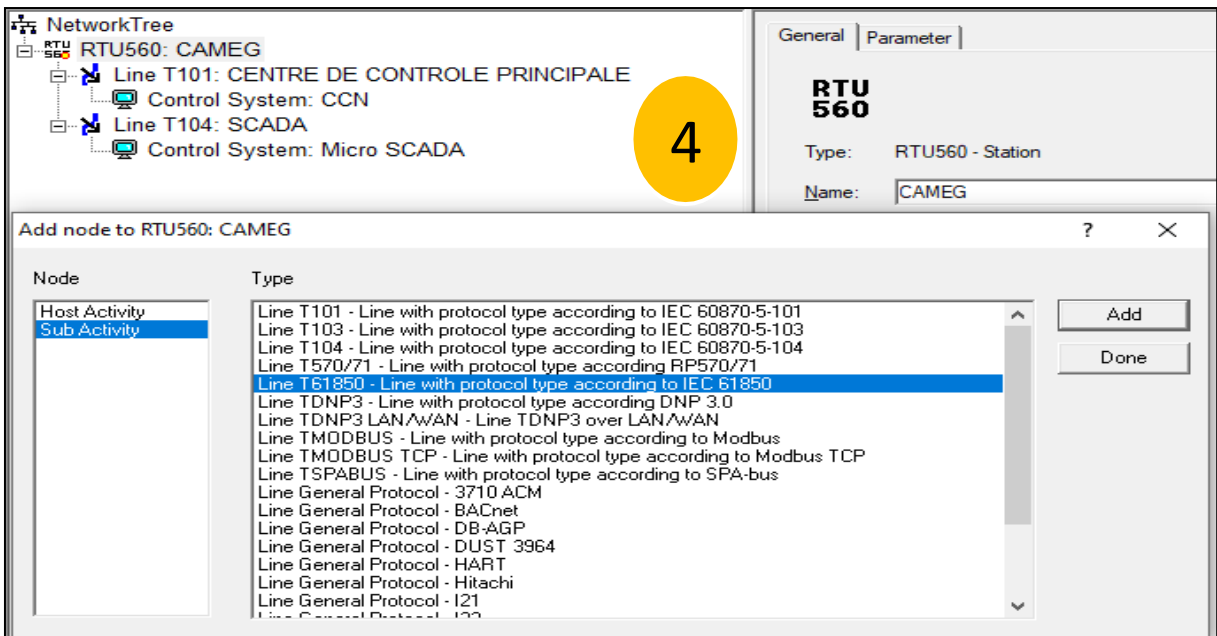 NetworkTree
RTU560: CAMEG
Line T101: CENTRE DE CONTROLE PRINCIPALE
Control System: CCN
Line T104: SCADA
Control System: Micro SCADA
4
General
Parameter
RTU
560
Type: RTU560 - Station
Name: CAMEG
Add node to RTU560: CAMEG
?
Node
Type
Host Activity
Sub Activity
Line T101 - Line with protocol type according to IEC 60870-5-101
Line T103 - Line with protocol type according to IEC 60870-5-103
Line T104 - Line with protocol type according to IEC 60870-5-104
Line T570/71 - Line with protocol type according RP570/71
Line T61850 - Line with protocol type according to IEC 61850
Line TDNP3 - Line with protocol type according DNP 3.0
Line TDNP3 LAN/WAN - Line TDNP3 over LAN/WAN
Line TMODBUS - Line with protocol type according to Modbus
Line TMODBUS TCP - Line with protocol type according to Modbus TCP
Line TSPABUS - Line with protocol type according to SPA-bus
Line General Protocol - 3710 ACM
Line General Protocol - BACnet
Line General Protocol - DB-AGP
Line General Protocol - DUST 3964
Line General Protocol - HART
Line General Protocol - Hitachi
Line General Protocol - I21
Add
Done